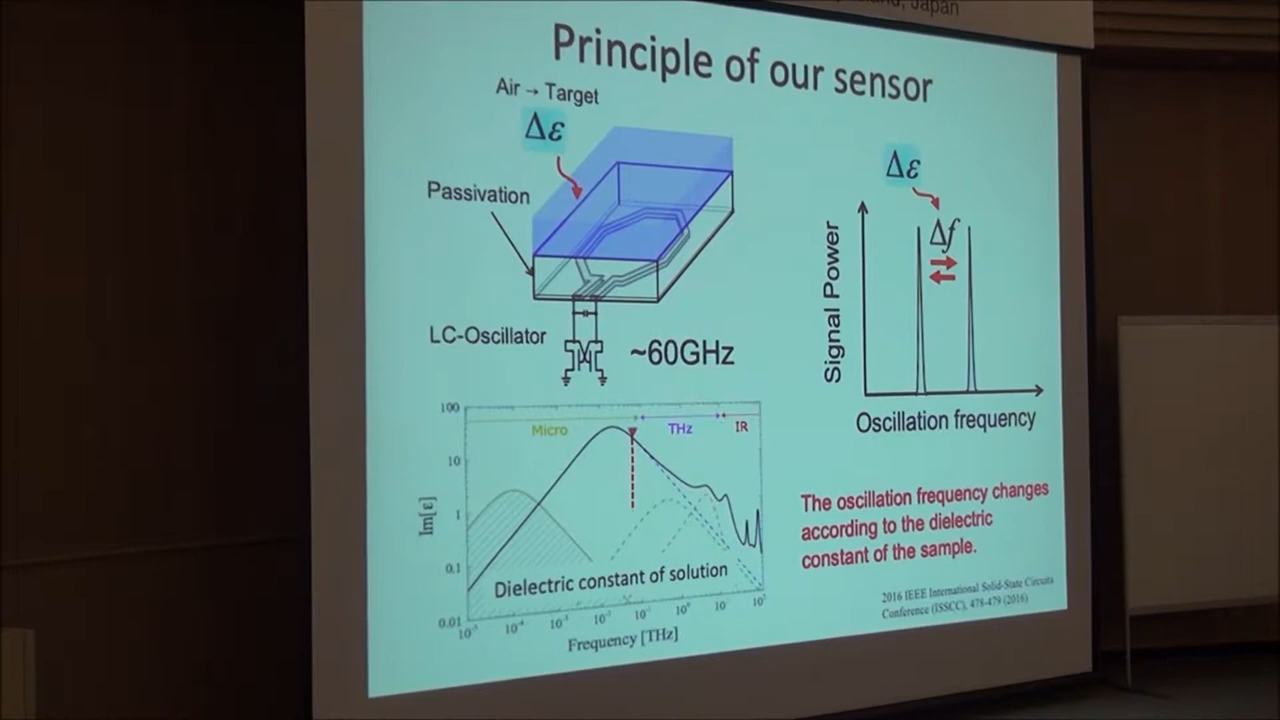 Japan
Principle of our sensor
Air → Target
Δε
Passivation
LC-Oscillator
~60GHz
Δε
Δf
Signal Power
Oscillation frequency
100
10
1
0.1
0.01
Im[ε]
Micro
THz
IR
Dielectric constant of solution
10⁻⁵ 10⁻⁴ 10⁻³ 10⁻² 10⁻¹ 10⁰ 10¹ 10²
Frequency [THz]
The oscillation frequency changes
according to the dielectric
constant of the sample.
2016 IEEE International Solid-State Circuits
Conference (ISSCC), 478-479 (2016)